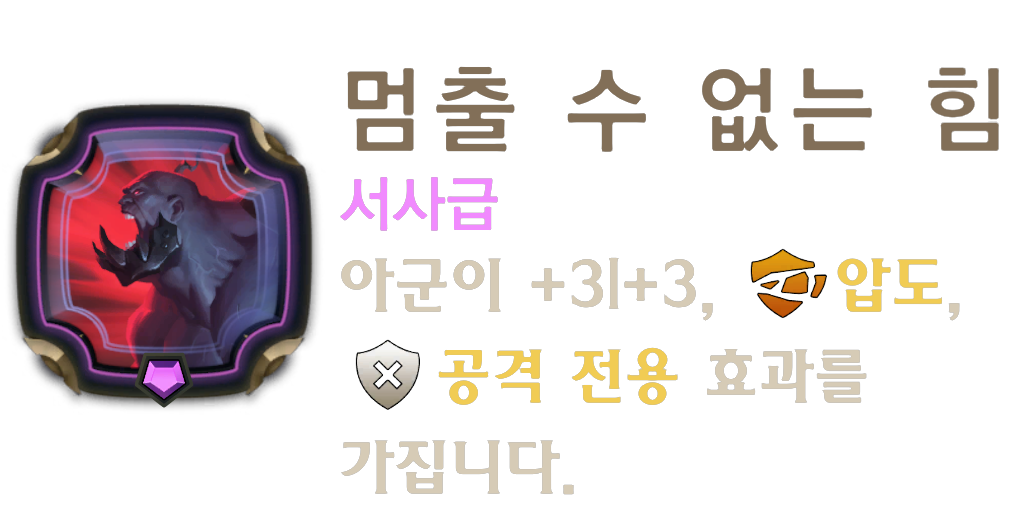 멈출 수 없는 힘
서사급
아군이 +3|+3, 압도,
공격 전용 효과를
가집니다.